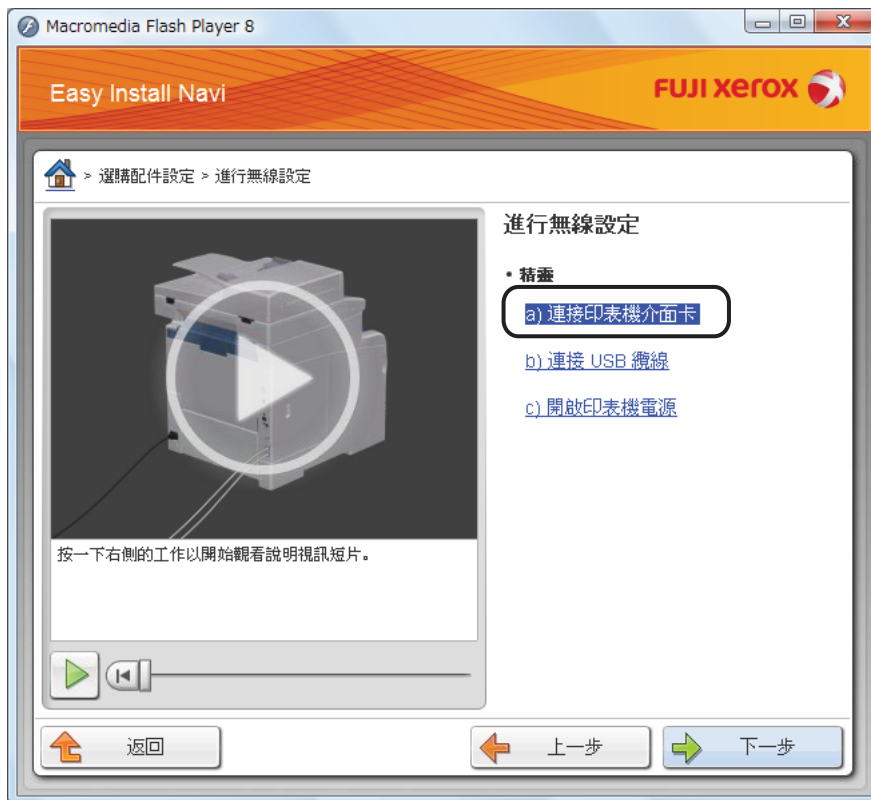 Macromedia Flash Player 8
Easy Install Navi
FUJI xerox
> 選購配件設定 > 進行無線設定
進行無線設定
• 精靈
a) 連接印表機介面卡
b) 連接 USB 纜線
c) 開啟印表機電源
按一下右側的工作以開始觀看說明視訊短片。
返回
上一步
下一步